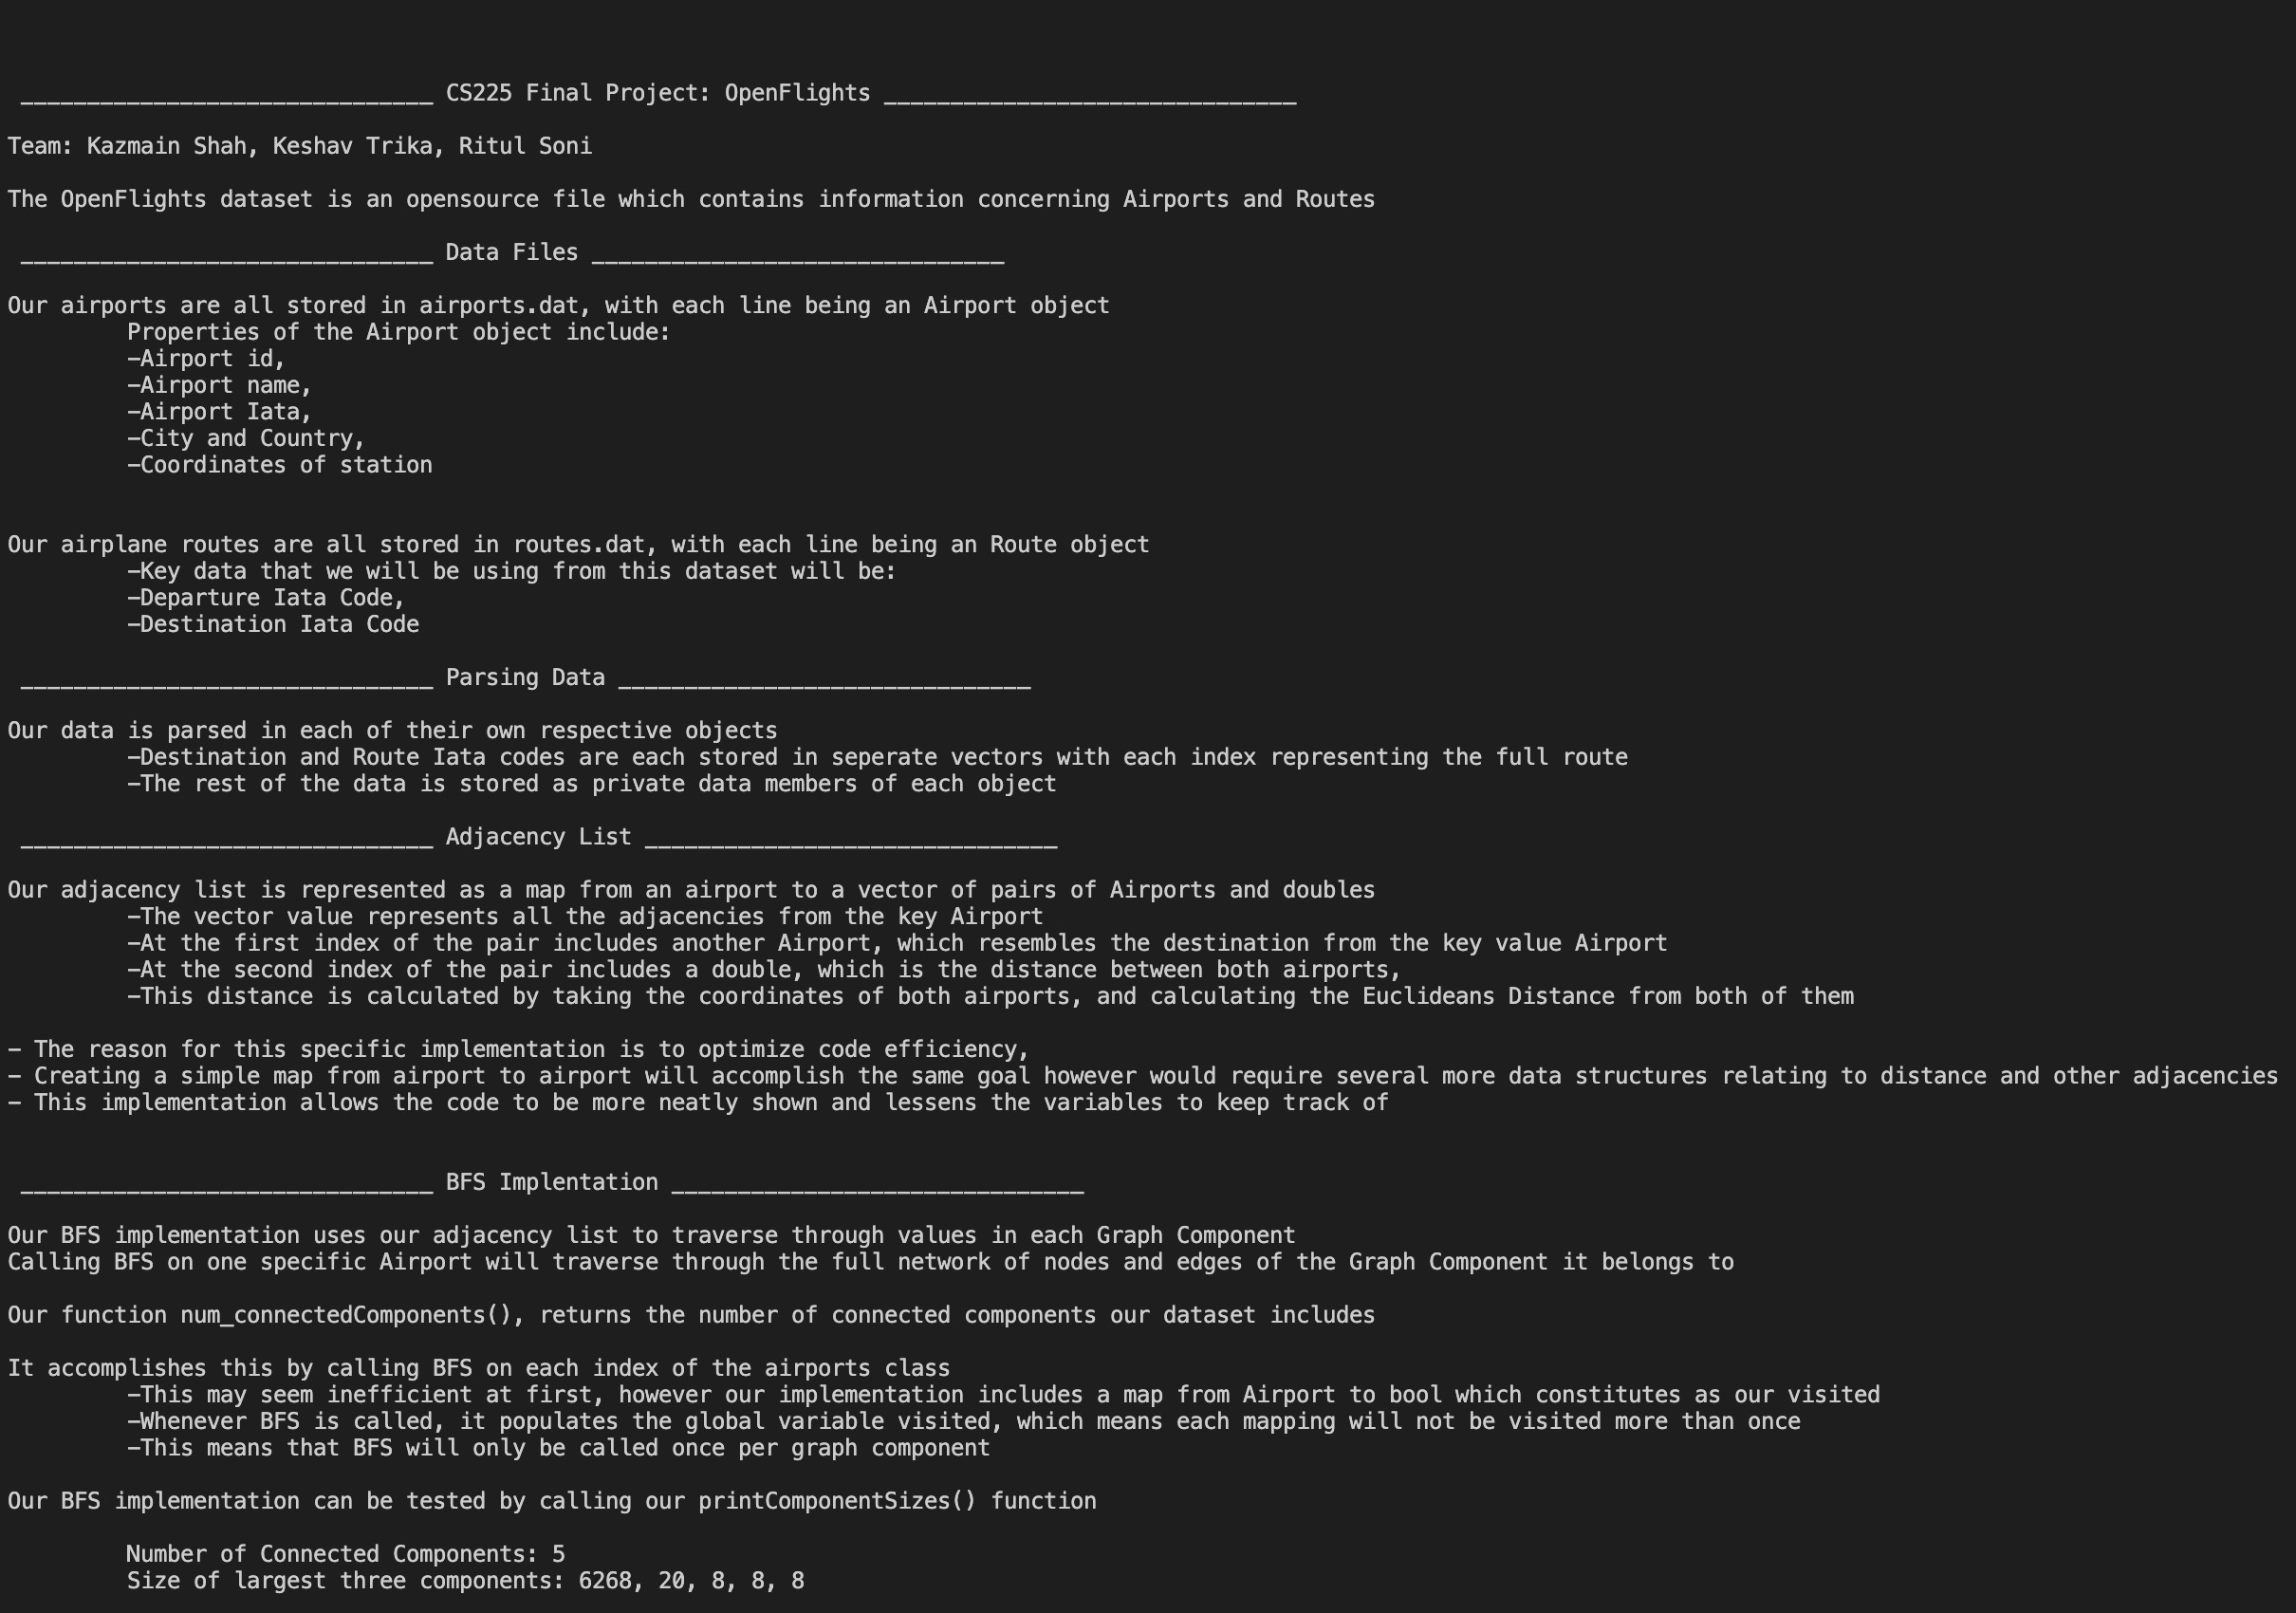 _______________________________ CS225 Final Project: OpenFlights _______________________________
Team: Kazmain Shah, Keshav Trika, Ritul Soni
The OpenFlights dataset is an opensource file which contains information concerning Airports and Routes
_______________________________ Data Files _______________________________
Our airports are all stored in airports.dat, with each line being an Airport object
Properties of the Airport object include:
-Airport id,
-Airport name,
-Airport Iata,
-City and Country,
-Coordinates of station
Our airplane routes are all stored in routes.dat, with each line being an Route object
-Key data that we will be using from this dataset will be:
-Departure Iata Code,
-Destination Iata Code
_______________________________ Parsing Data _______________________________
Our data is parsed in each of their own respective objects
-Destination and Route Iata codes are each stored in seperate vectors with each index representing the full route
-The rest of the data is stored as private data members of each object
_______________________________ Adjacency List _______________________________
Our adjacency list is represented as a map from an airport to a vector of pairs of Airports and doubles
-The vector value represents all the adjacencies from the key Airport
-At the first index of the pair includes another Airport, which resembles the destination from the key value Airport
-At the second index of the pair includes a double, which is the distance between both airports,
-This distance is calculated by taking the coordinates of both airports, and calculating the Euclideans Distance from both of them
- The reason for this specific implementation is to optimize code efficiency,
- Creating a simple map from airport to airport will accomplish the same goal however would require several more data structures relating to distance and other adjacencies
- This implementation allows the code to be more neatly shown and lessens the variables to keep track of
_______________________________ BFS Implentation _______________________________
Our BFS implementation uses our adjacency list to traverse through values in each Graph Component
Calling BFS on one specific Airport will traverse through the full network of nodes and edges of the Graph Component it belongs to
Our function num_connectedComponents(), returns the number of connected components our dataset includes
It accomplishes this by calling BFS on each index of the airports class
-This may seem inefficient at first, however our implementation includes a map from Airport to bool which constitutes as our visited
-Whenever BFS is called, it populates the global variable visited, which means each mapping will not be visited more than once
-This means that BFS will only be called once per graph component
Our BFS implementation can be tested by calling our printComponentSizes() function
Number of Connected Components: 5
Size of largest three components: 6268, 20, 8, 8, 8